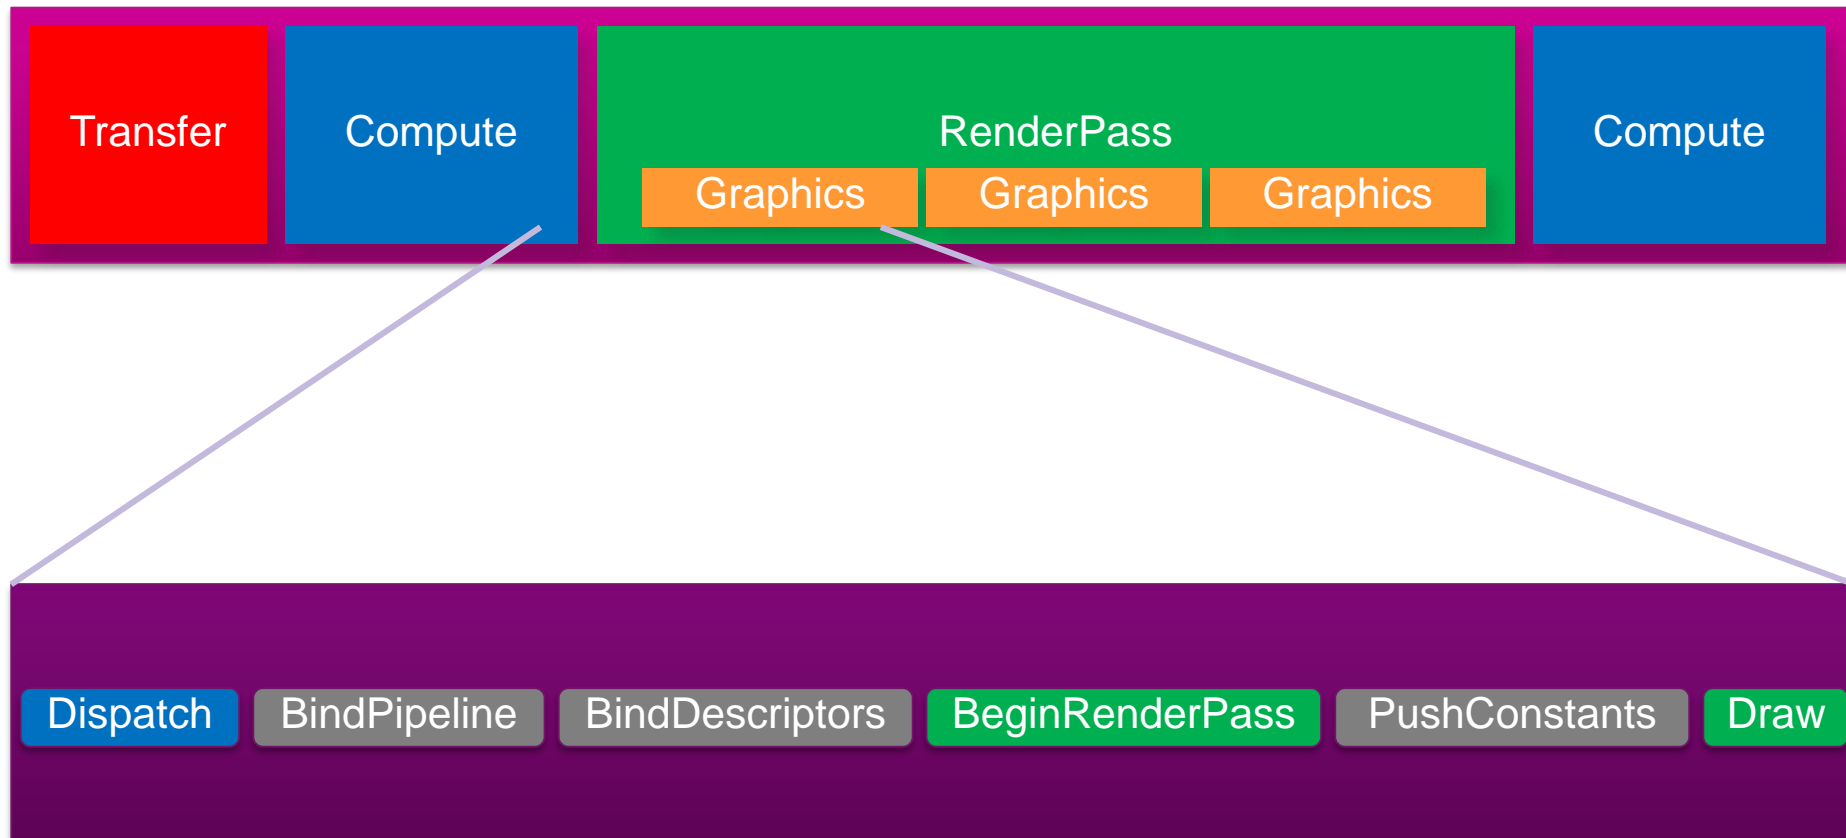 Transfer
Compute
RenderPass
Graphics
Graphics
Graphics
Compute
Dispatch
BindPipeline
BindDescriptors
BeginRenderPass
PushConstants
Draw